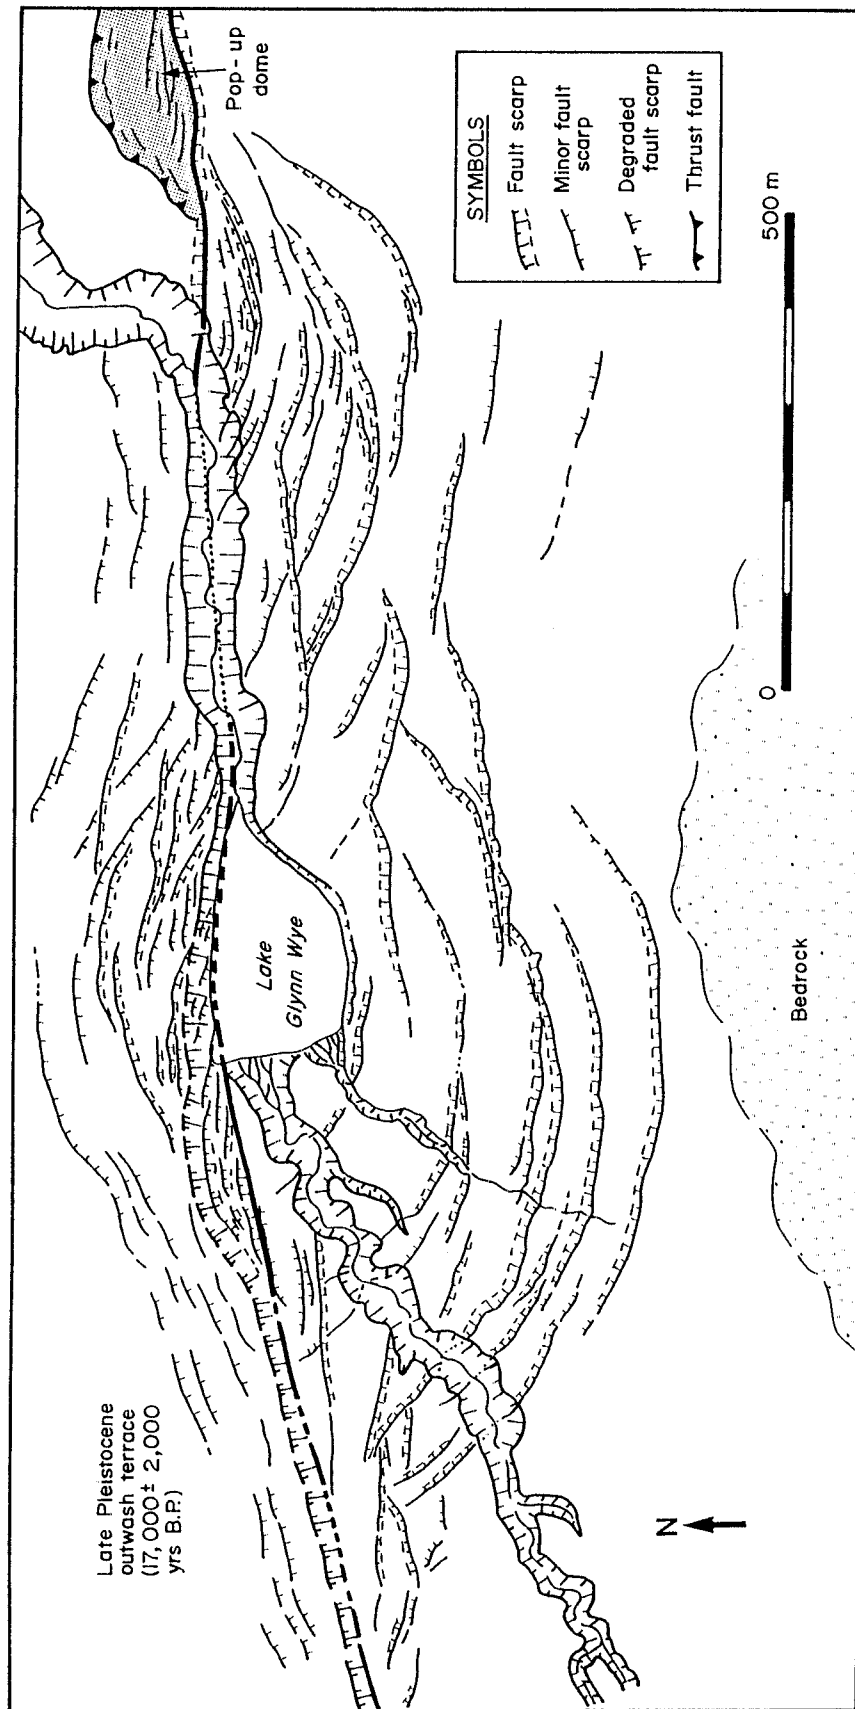 Late Pleistocene
outwash terrace
(17,000 ± 2,000
yrs B.P.)
Pop-up
dome
Lake
Glynn Wye
N
Bedrock
SYMBOLS
Fault scarp
Minor fault
scarp
Degraded
fault scarp
Thrust fault
0
500 m